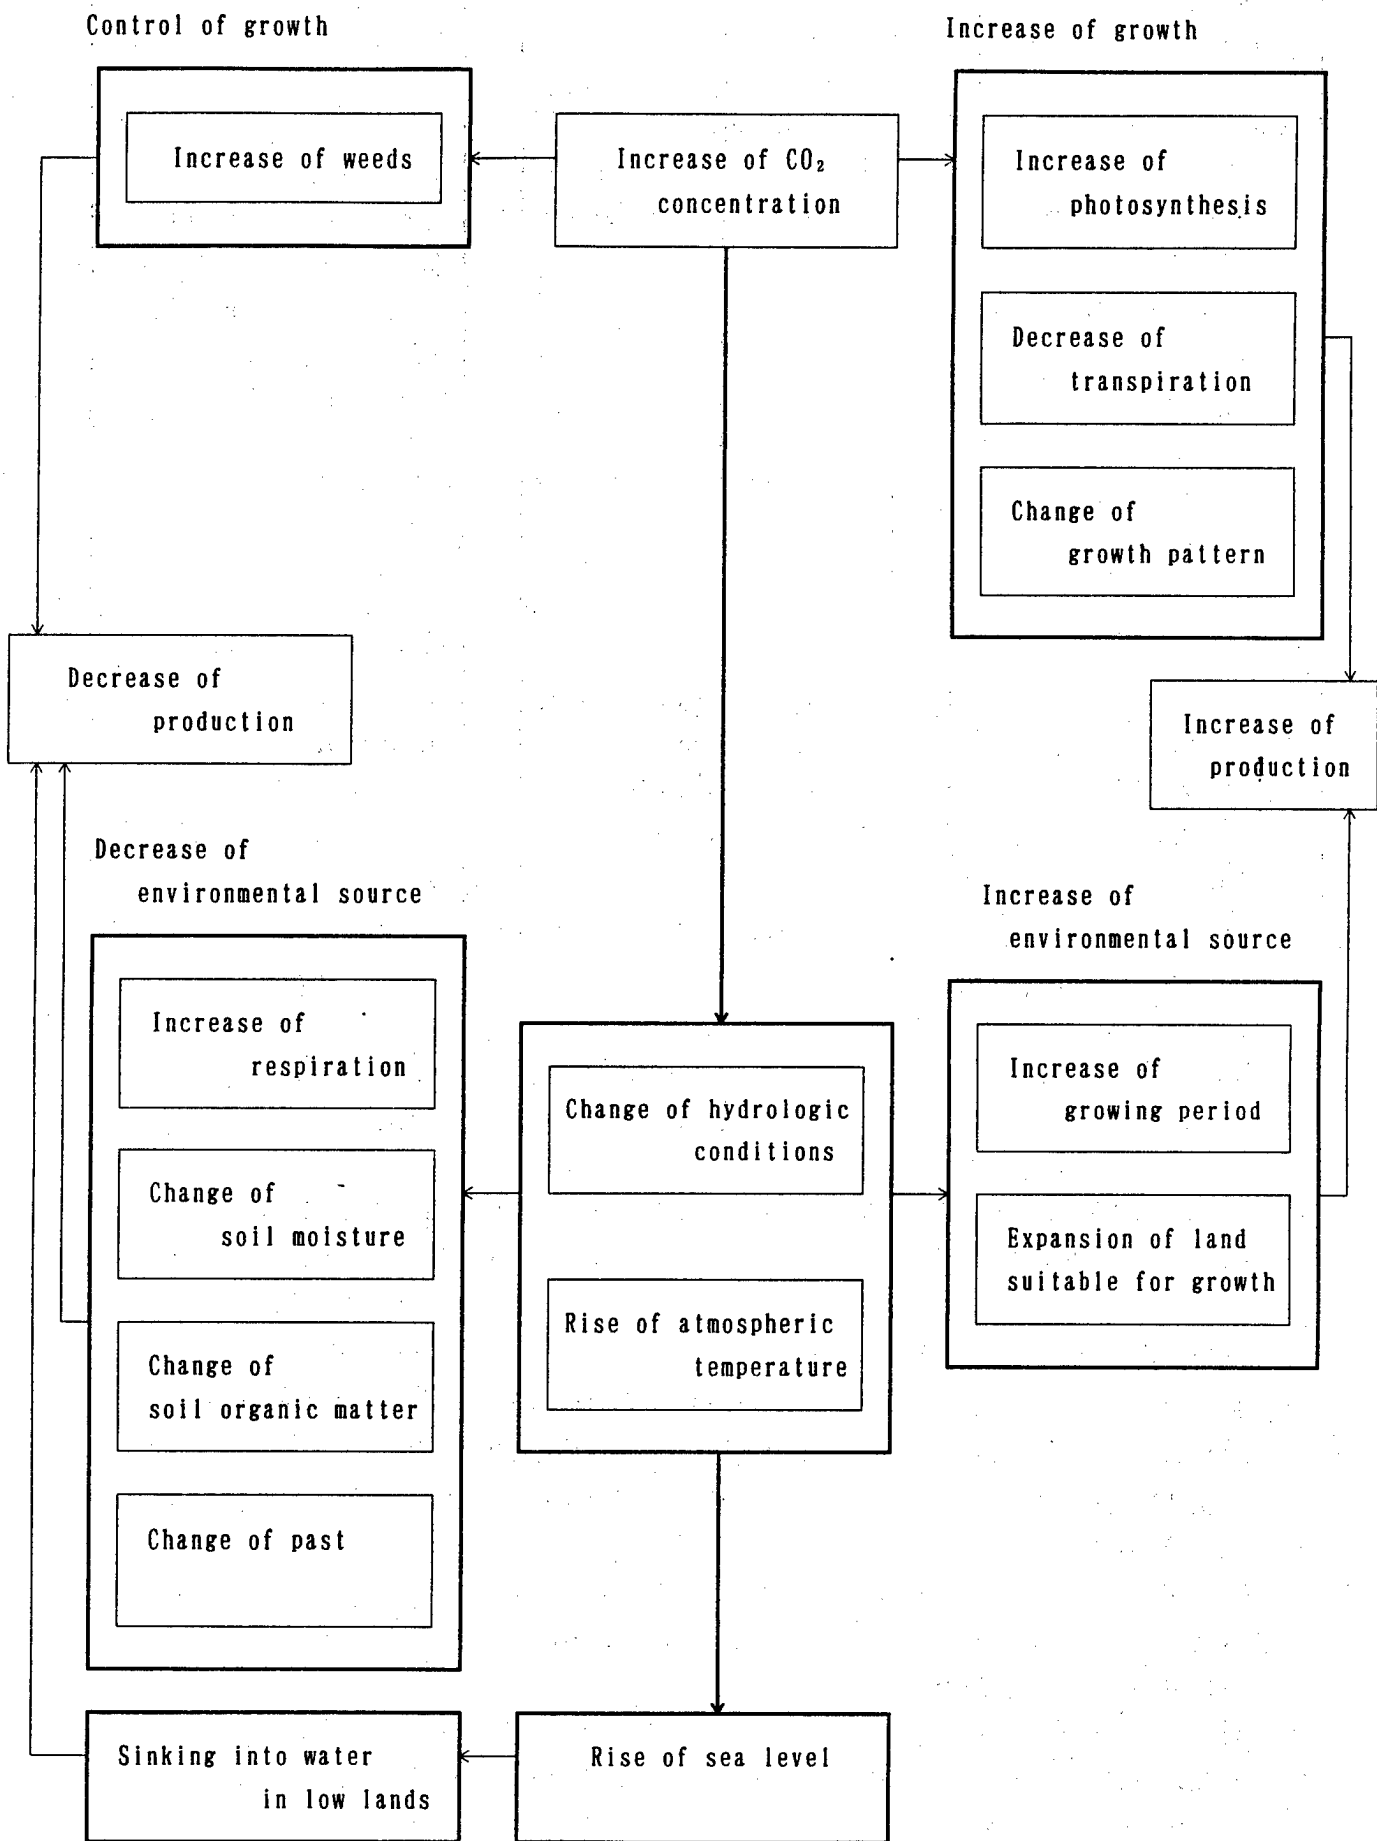 Control of growth
Increase of growth
Increase of weeds
Increase of CO₂
concentration
Increase of
photosynthesis
Decrease of
transpiration
Change of
growth pattern
Decrease of
production
Increase of
production
Decrease of
environmental source
Increase of
environmental source
Increase of
respiration
Change of
soil moisture
Change of
soil organic matter
Change of past
Change of hydrologic
conditions
Rise of atmospheric
temperature
Increase of
growing period
Expansion of land
suitable for growth
Sinking into water
in low lands
Rise of sea level